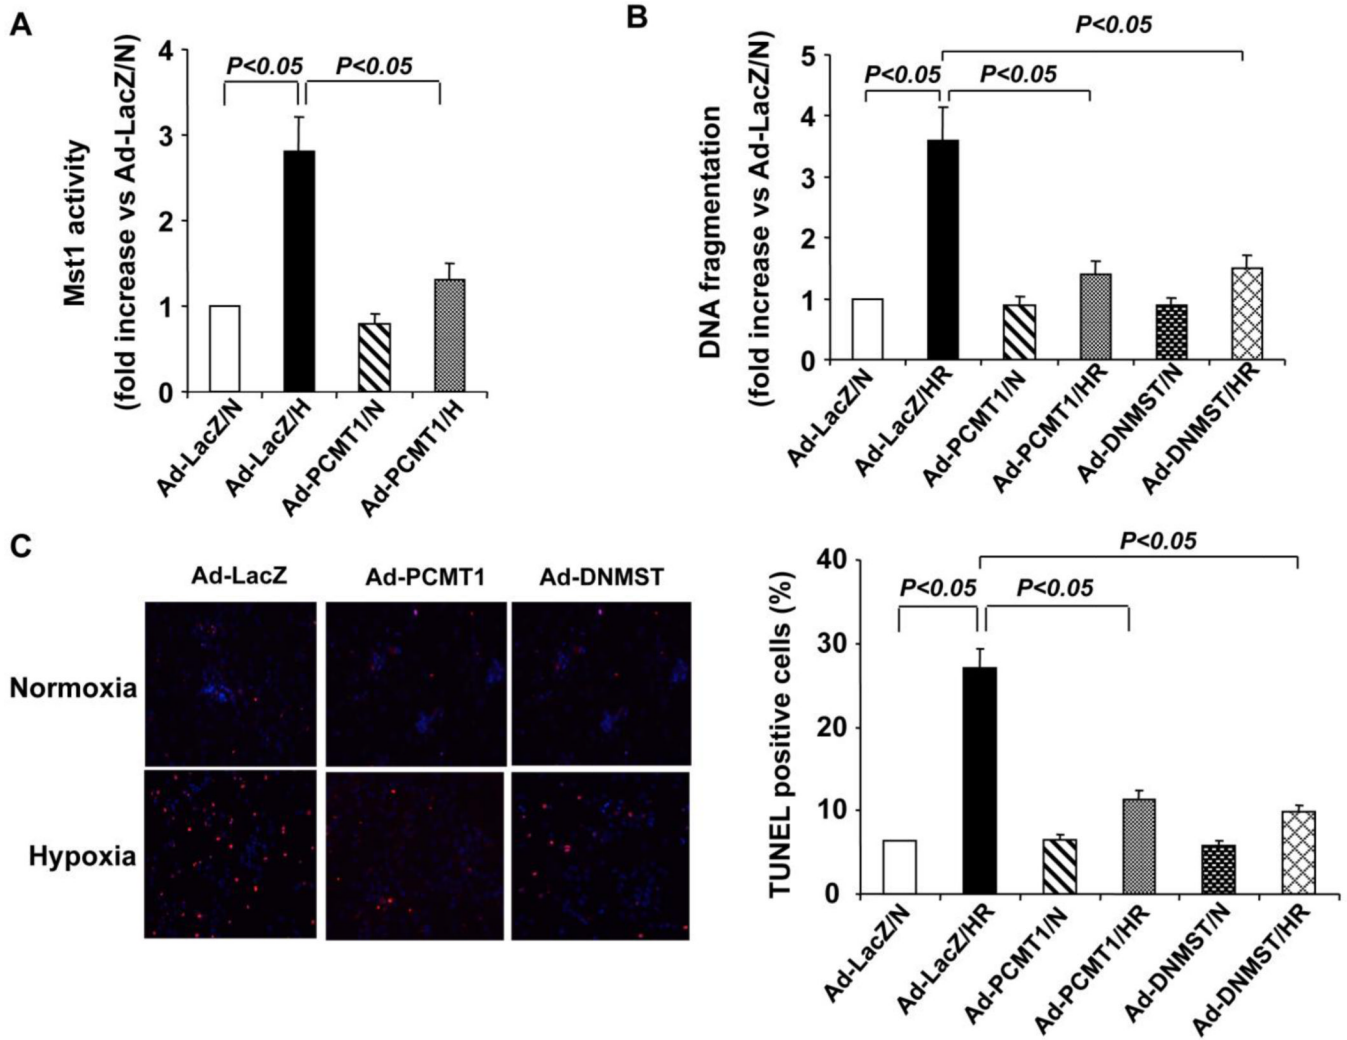 A
Mst1 activity
(fold increase vs Ad-LacZ/N)
4
3
2
1
0
P<0.05
P<0.05
Ad-LacZ/N
Ad-LacZ/H
Ad-PCMT1/N
Ad-PCMT1/H
B
DNA fragmentation
(fold increase vs Ad-LacZ/N)
5
4
3
2
1
0
P<0.05
P<0.05
P<0.05
Ad-LacZ/N
Ad-LacZ/HR
Ad-PCMT1/N
Ad-PCMT1/HR
Ad-DNMST/N
Ad-DNMST/HR
C
Ad-LacZ
Ad-PCMT1
Ad-DNMST
Normoxia
Hypoxia
TUNEL positive cells (%)
40
30
20
10
0
P<0.05
P<0.05
P<0.05
Ad-LacZ/N
Ad-LacZ/HR
Ad-PCMT1/N
Ad-PCMT1/HR
Ad-DNMST/N
Ad-DNMST/HR